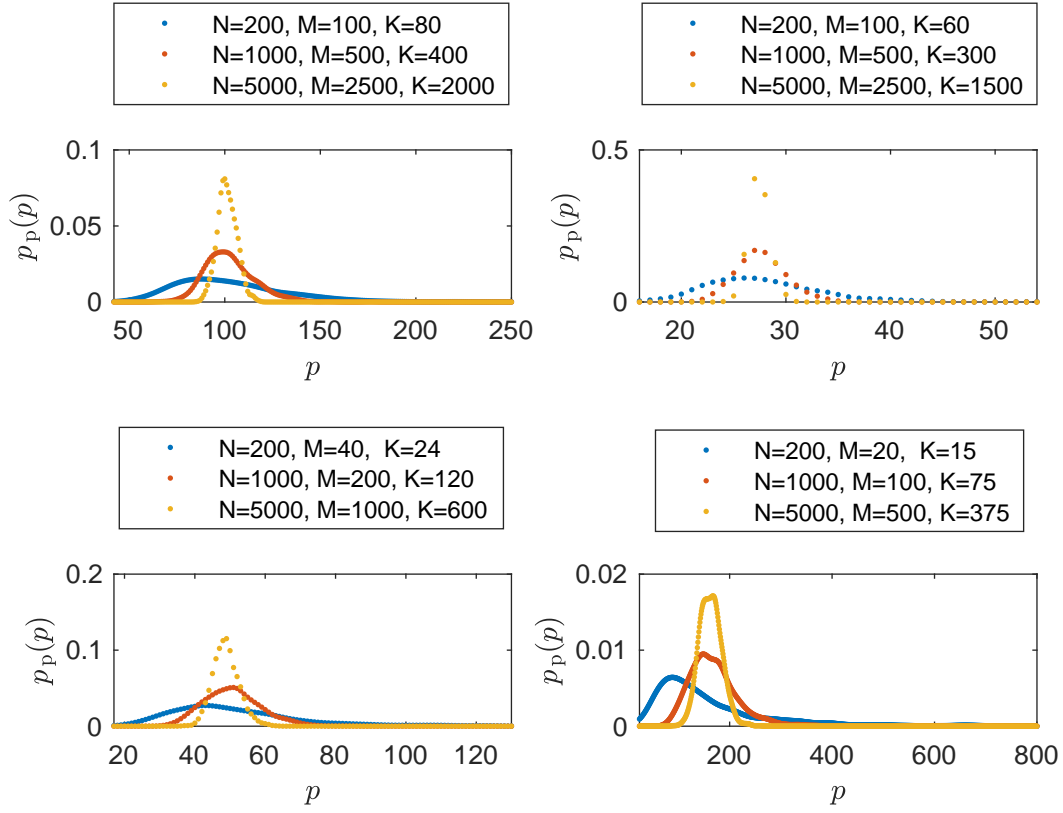 N=200, M=100, K=80
N=1000, M=500, K=400
N=5000, M=2500, K=2000
0.1
0.05
0
50
100
150
200
250
p_p(p)
p
N=200, M=100, K=60
N=1000, M=500, K=300
N=5000, M=2500, K=1500
0.5
0
20
30
40
50
p_p(p)
p
N=200, M=40, K=24
N=1000, M=200, K=120
N=5000, M=1000, K=600
0.2
0.1
0
20
40
60
80
100
120
p_p(p)
p
N=200, M=20, K=15
N=1000, M=100, K=75
N=5000, M=500, K=375
0.02
0.01
0
200
400
600
800
p_p(p)
p